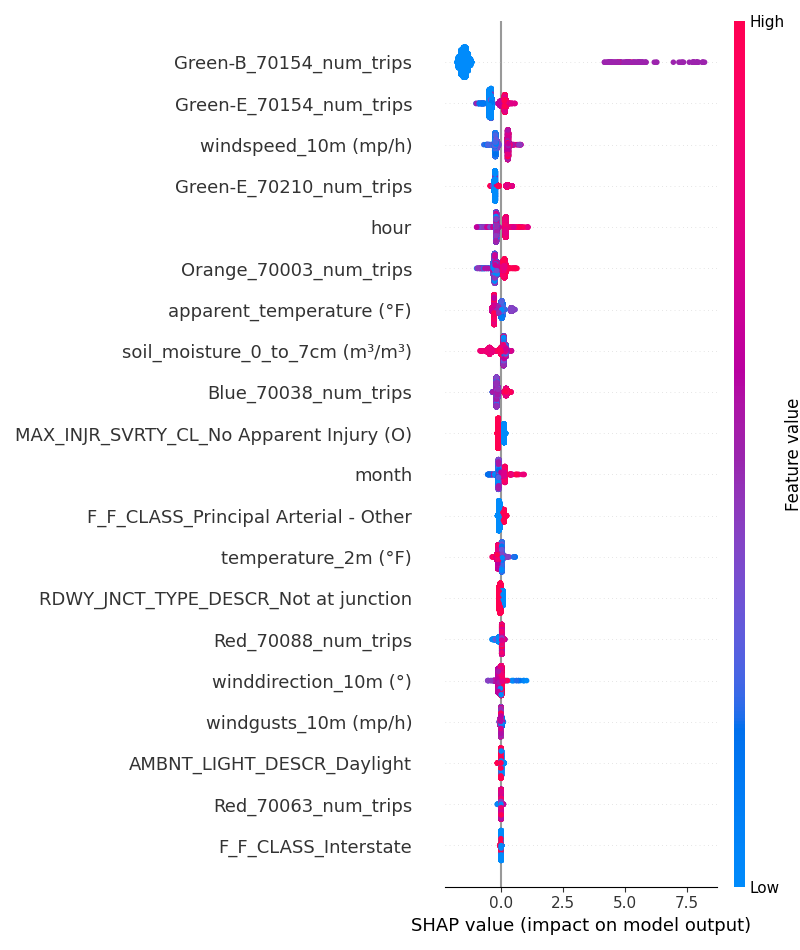 High
Green-B_70154_num_trips
Green-E_70154_num_trips
windspeed_10m (mp/h)
Green-E_70210_num_trips
hour
Orange_70003_num_trips
apparent_temperature (°F)
soil_moisture_0_to_7cm (m³/m³)
Blue_70038_num_trips
MAX_INJR_SVRTY_CL_No Apparent Injury (O)
month
F_F_CLASS_Principal Arterial - Other
temperature_2m (°F)
RDWY_JNCT_TYPE_DESCR_Not at junction
Red_70088_num_trips
winddirection_10m (°)
windgusts_10m (mp/h)
AMBNT_LIGHT_DESCR_Daylight
Red_70063_num_trips
F_F_CLASS_Interstate
Feature value
Low
0.0 2.5 5.0 7.5
SHAP value (impact on model output)